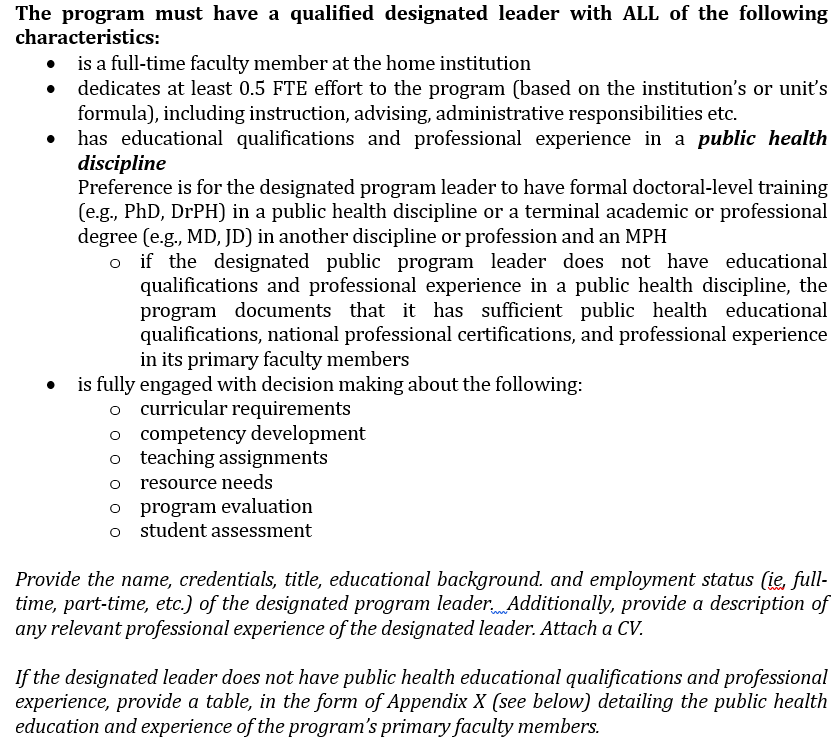 The program must have a qualified designated leader with ALL of the following
characteristics:
• is a full-time faculty member at the home institution
• dedicates at least 0.5 FTE effort to the program (based on the institution's or unit's
formula), including instruction, advising, administrative responsibilities etc.
• has educational qualifications and professional experience in a public health
discipline
Preference is for the designated program leader to have formal doctoral-level training
(e.g., PhD, DrPH) in a public health discipline or a terminal academic or professional
degree (e.g., MD, JD) in another discipline or profession and an MPH
o if the designated public program leader does not have educational
qualifications and professional experience in a public health discipline, the
program documents that it has sufficient public health educational
qualifications, national professional certifications, and professional experience
in its primary faculty members
• is fully engaged with decision making about the following:
o curricular requirements
o competency development
o teaching assignments
o resource needs
o program evaluation
o student assessment
Provide the name, credentials, title, educational background. and employment status (ie, full-
time, part-time, etc.) of the designated program leader. Additionally, provide a description of
any relevant professional experience of the designated leader. Attach a CV.
If the designated leader does not have public health educational qualifications and professional
experience, provide a table, in the form of Appendix X (see below) detailing the public health
education and experience of the program's primary faculty members.